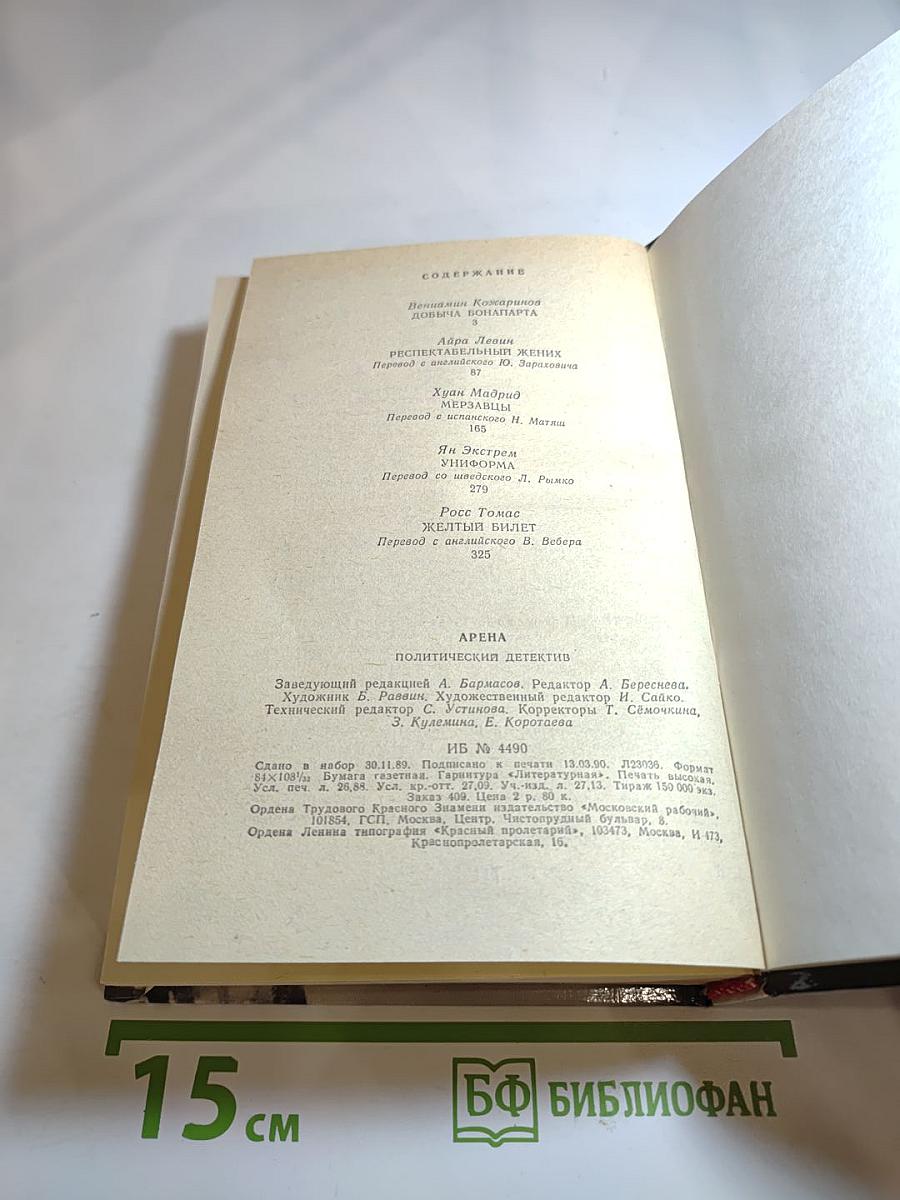 СОДЕРЖАНИЕ
Вениамин Кожаринов
ДОБЫЧА БОНАПАРТА
3
Айра Левин
РЕСПЕКТАБЕЛЬНЫЙ ЖЕНИХ
Перевод с английского Ю. Зараховича
87
Хуан Мадрид
МЕРЗАВЦЫ
Перевод с испанского Н. Матяш
165
Ян Экстрем
УНИФОРМА
Перевод со шведского Л. Рымко
279
Росс Томас
ЖЕЛТЫЙ БИЛЕТ
Перевод с английского В. Вебера
325
АРЕНА
ПОЛИТИЧЕСКИЙ ДЕТЕКТИВ
Заведующий редакцией А. Бармасов. Редактор А. Береснева.
Художник Б. Раввин. Художественный редактор И. Сайко.
Технический редактор С. Устинова. Корректоры Т. Сёмочкина,
З. Кулемина, Е. Коротаева
ИБ № 4490
Сдано в набор 30.11.89. Подписано к печати 13.03.90. Л23036. Формат
84×108¹/₃₂ Бумага газетная. Гарнитура «Литературная». Печать высокая.
Усл. печ. л. 26,88. Усл. кр.-отт. 27,09. Уч.-изд. л. 27,13. Тираж 150 000 экз.
Заказ 409. Цена 2 р. 80 к.
Ордена Трудового Красного Знамени издательство «Московский рабочий»,
101854, ГСП, Москва, Центр, Чистопрудный бульвар, 8.
Ордена Ленина типография «Красный пролетарий», 103473, Москва, И-473,
Краснопролетарская, 16.
15 см
БФ БИБЛИОФАН